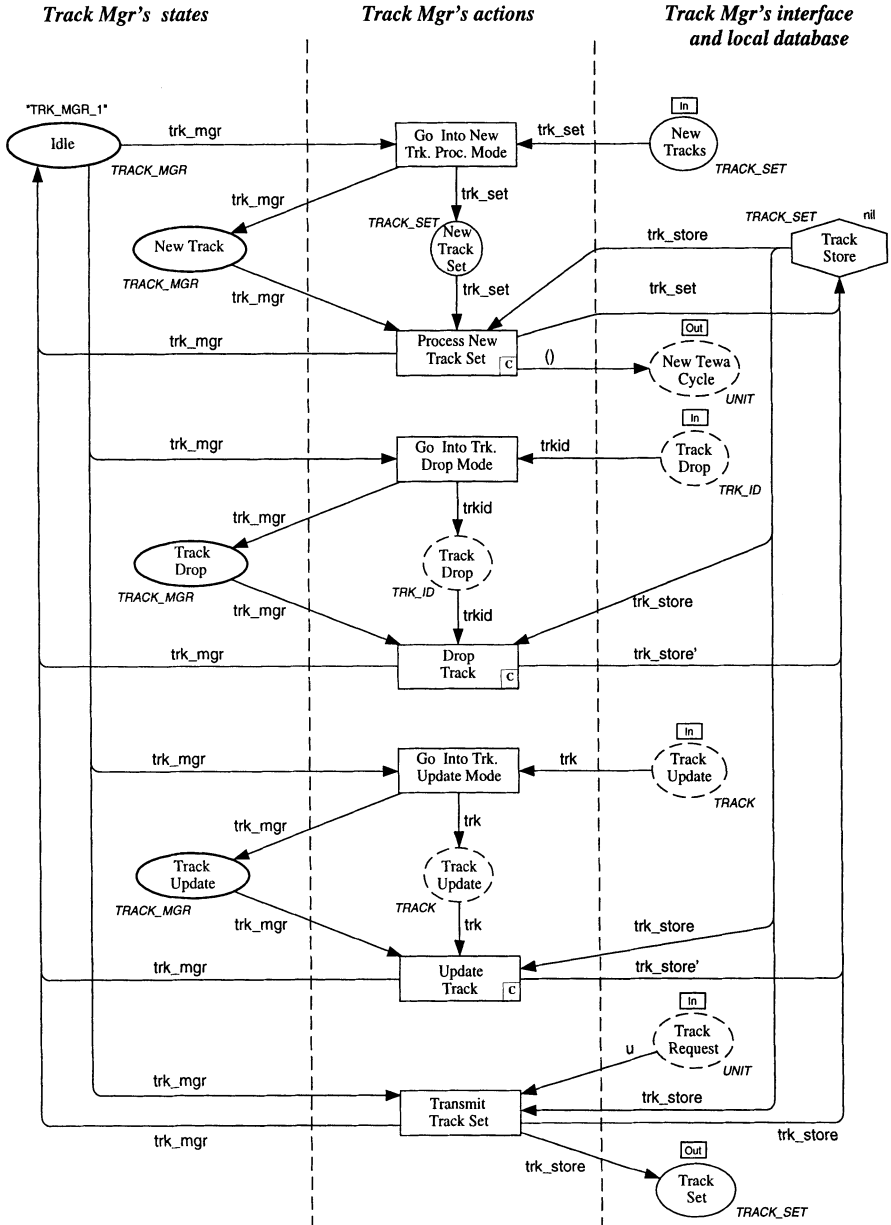 Track Mgr's states
Track Mgr's actions
Track Mgr's interface
and local database
"TRK_MGR_1"
Idle
TRACK_MGR
trk_mgr
Go Into New
Trk. Proc. Mode
trk_set
In
New
Tracks
TRACK_SET
trk_mgr
trk_set
TRACK_SET
New
Track
Set
New Track
TRACK_MGR
trk_mgr
trk_set
trk_store
TRACK_SET
nil
Track
Store
trk_set
trk_mgr
Process New
Track Set
C
()
Out
New Tewa
Cycle
UNIT
trk_mgr
Go Into Trk.
Drop Mode
trkid
In
Track
Drop
TRK_ID
trk_mgr
trkid
Track
Drop
TRACK_MGR
Track
Drop
TRK_ID
trk_mgr
trkid
trk_store
trk_mgr
Drop
Track
C
trk_store'
trk_mgr
Go Into Trk.
Update Mode
trk
In
Track
Update
TRACK
trk_mgr
trk
Track
Update
TRACK_MGR
Track
Update
TRACK
trk_mgr
trk
trk_store
trk_mgr
Update
Track
C
trk_store'
In
Track
Request
UNIT
u
trk_mgr
Transmit
Track Set
trk_store
trk_mgr
trk_store
trk_store
Out
Track
Set
TRACK_SET